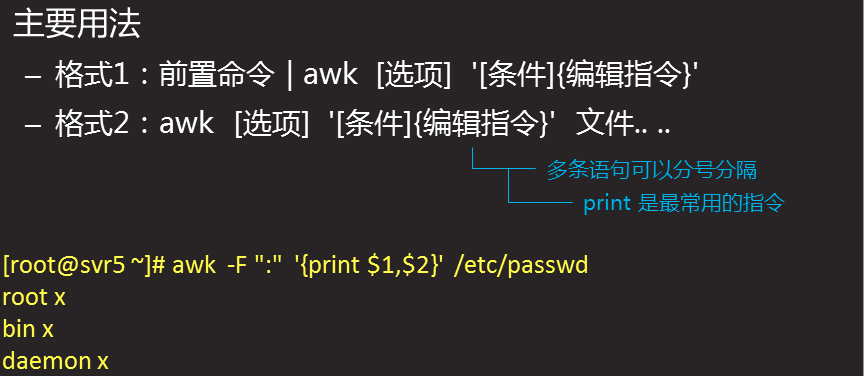 主要用法
– 格式1：前置命令 | awk [选项] '[条件]{编辑指令}'
– 格式2：awk [选项] '[条件]{编辑指令}' 文件.. ..
多条语句可以分号分隔
print 是最常用的指令
[root@svr5 ~]# awk -F ":" '{print $1,$2}' /etc/passwd
root x
bin x
daemon x